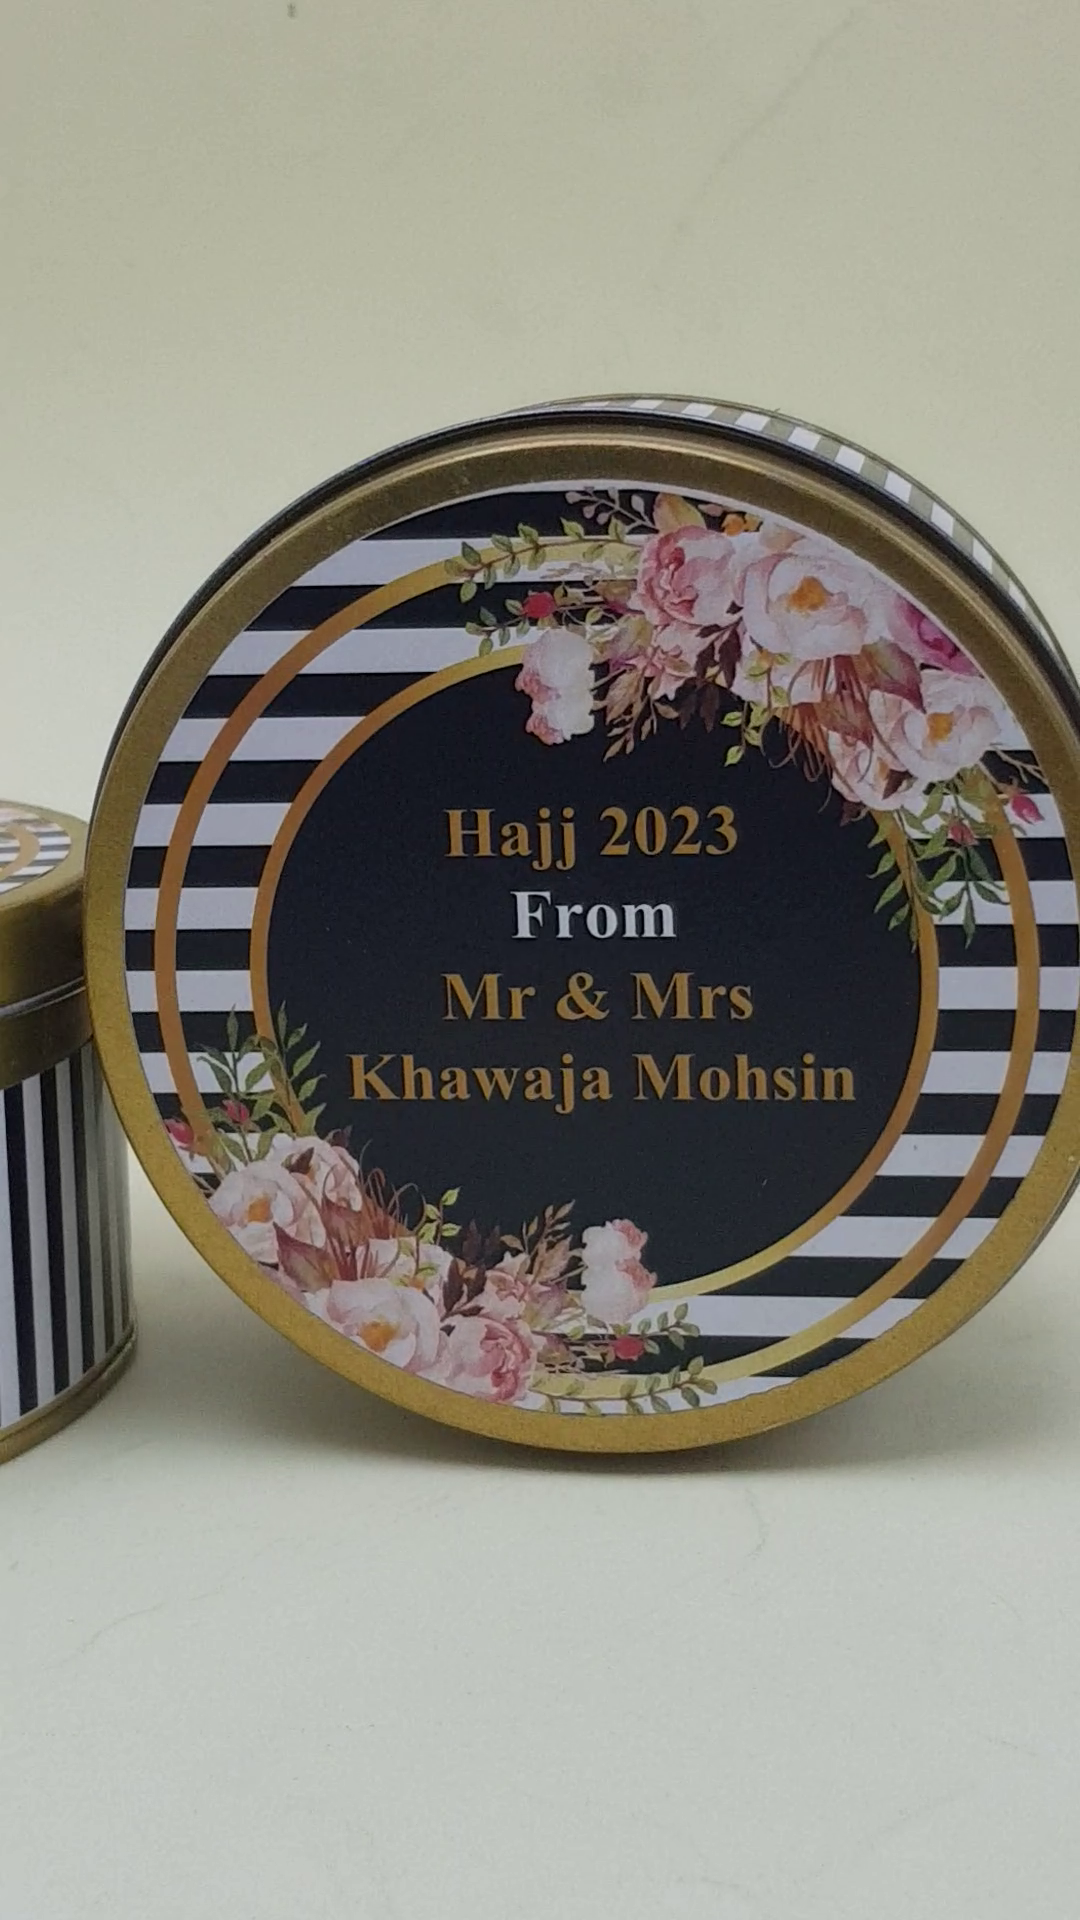 Hajj 2023
From
Mr & Mrs
Khawaja Mohsin